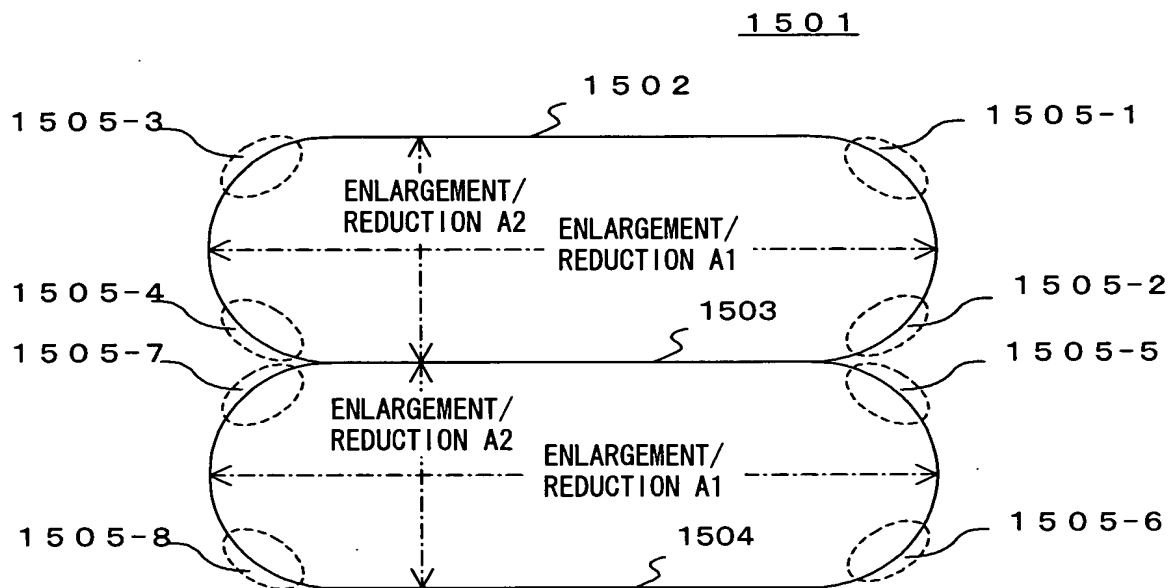 1501
1502
1505-3
1505-1
ENLARGEMENT/
REDUCTION A2
ENLARGEMENT/
REDUCTION A1
1505-4
1505-2
1503
1505-7
1505-5
ENLARGEMENT/
REDUCTION A2
ENLARGEMENT/
REDUCTION A1
1505-8
1504
1505-6